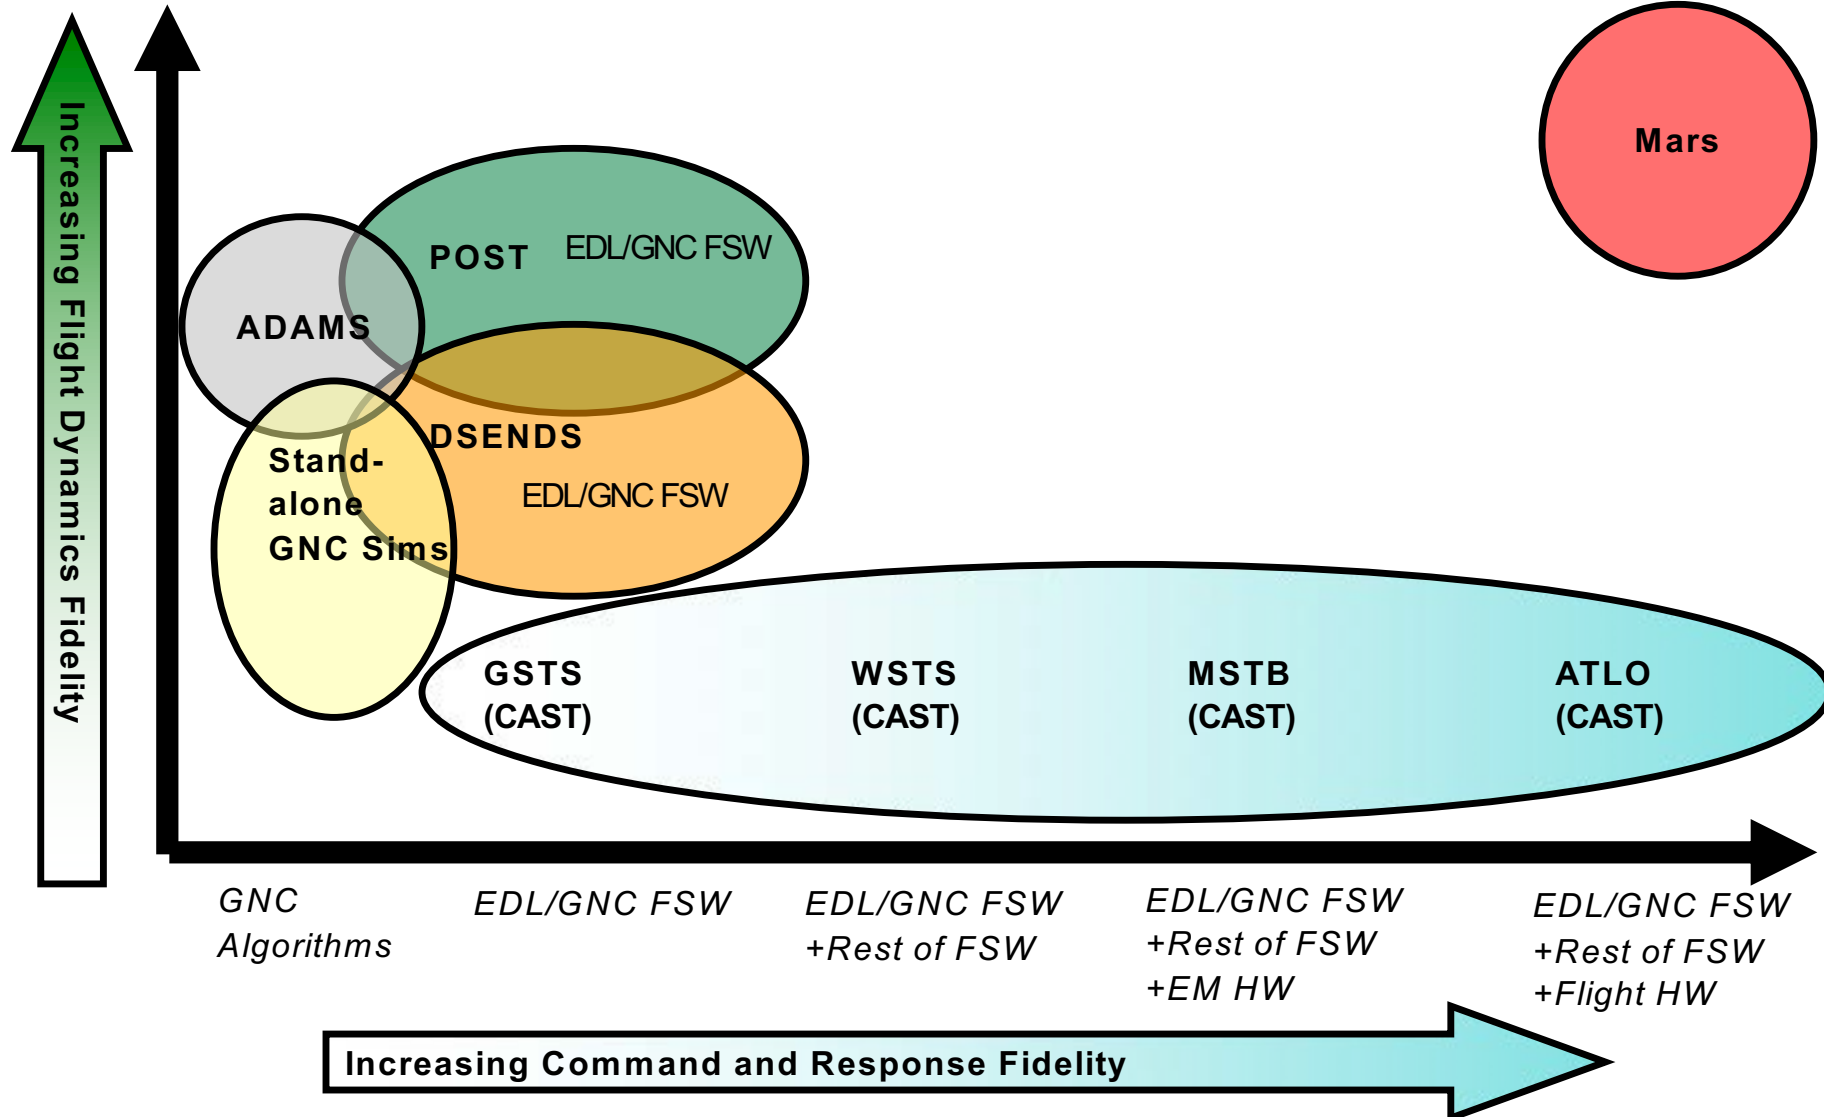 Increasing Flight Dynamics Fidelity
Mars
POST EDL/GNC FSW
ADAMS
DSENDS
EDL/GNC FSW
Stand-
alone
GNC Sims
GSTS
(CAST)
WSTS
(CAST)
MSTB
(CAST)
ATLO
(CAST)
GNC
Algorithms
EDL/GNC FSW
EDL/GNC FSW
+Rest of FSW
EDL/GNC FSW
+Rest of FSW
+EM HW
EDL/GNC FSW
+Rest of FSW
+Flight HW
Increasing Command and Response Fidelity